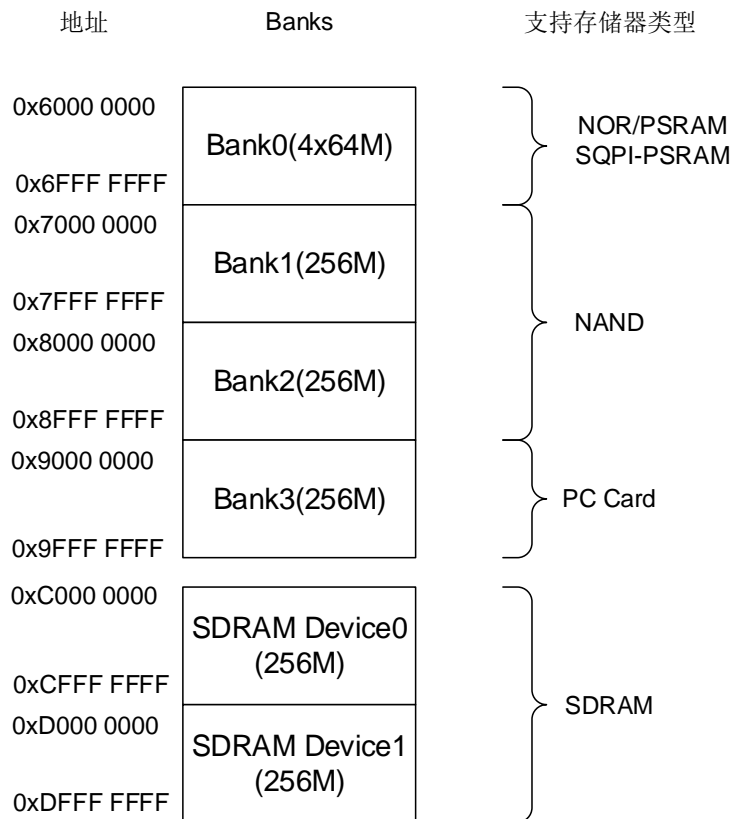 地址 Banks 支持存储器类型
0x6000 0000
Bank0(4x64M)
NOR/PSRAM
SQPI-PSRAM
0x6FFF FFFF
0x7000 0000
Bank1(256M)
0x7FFF FFFF
NAND
0x8000 0000
Bank2(256M)
0x8FFF FFFF
0x9000 0000
Bank3(256M)
PC Card
0x9FFF FFFF
0xC000 0000
SDRAM Device0
(256M)
0xCFFF FFFF
SDRAM
0xD000 0000
SDRAM Device1
(256M)
0xDFFF FFFF